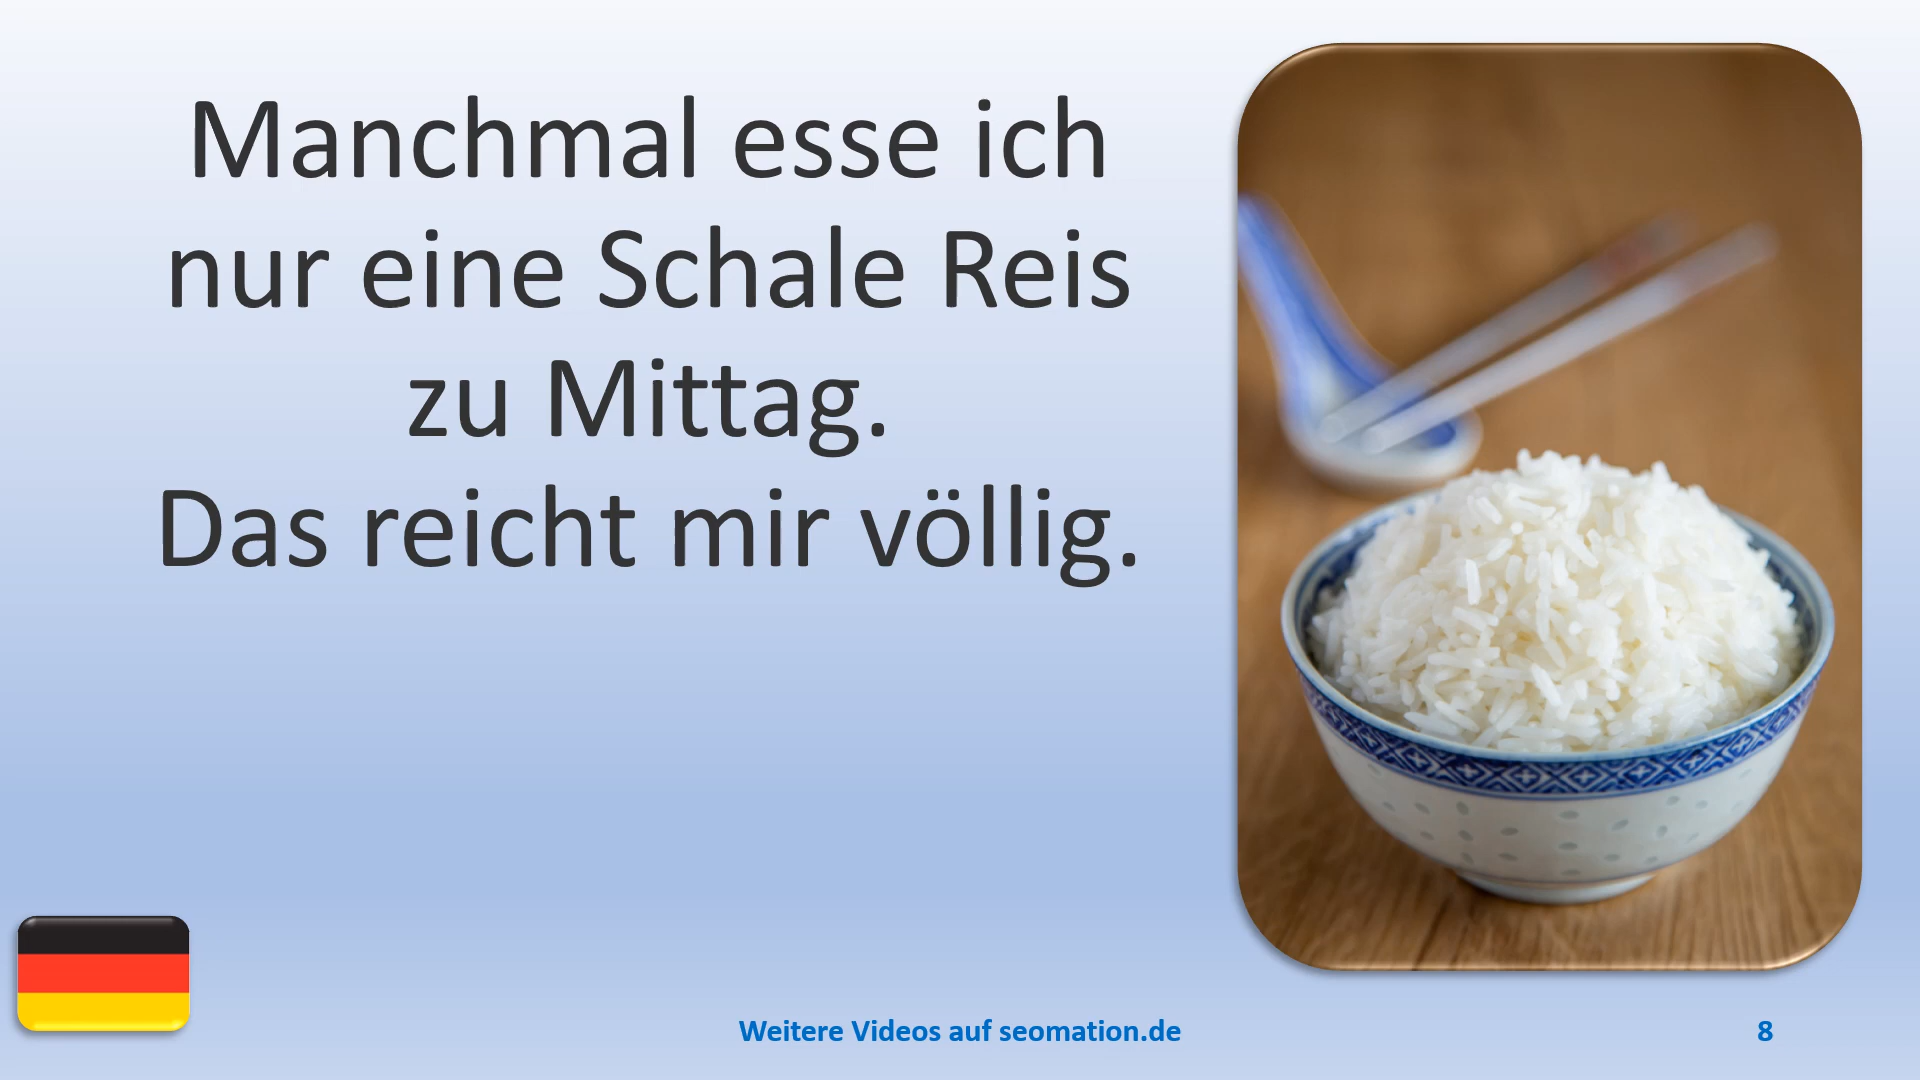 Manchmal esse ich
nur eine Schale Reis
zu Mittag.
Das reicht mir völlig.
Weitere Videos auf seomation.de
8